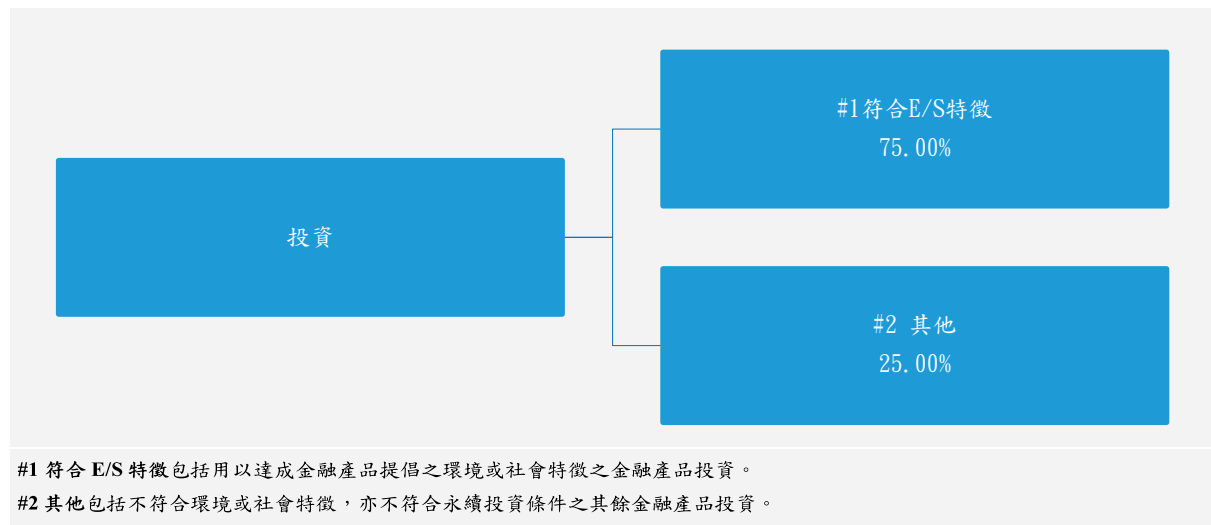 投資
#1符合E/S特徵
75.00%
#2 其他
25.00%
#1 符合 E/S 特徵包括用以達成金融產品提倡之環境或社會特徵之金融產品投資。
#2 其他包括不符合環境或社會特徵，亦不符合永續投資條件之其餘金融產品投資。